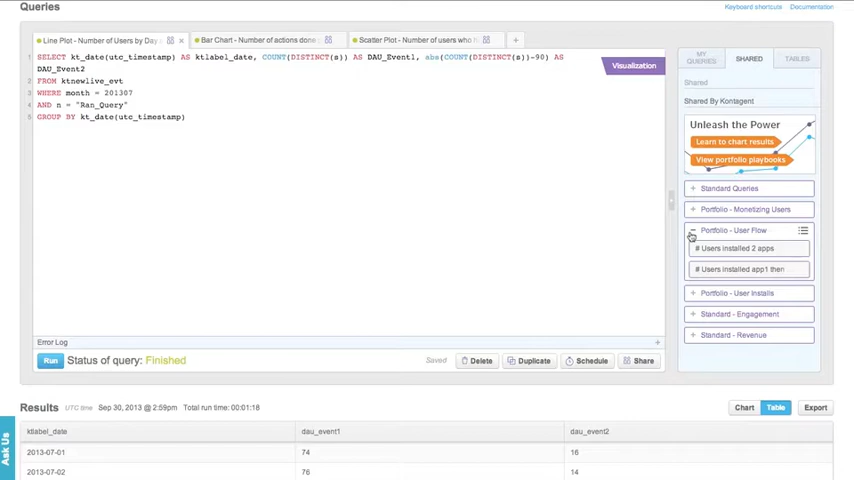 Queries
Keyboard shortcuts Documentation
Line Plot - Number of Users by Day
Bar Chart - Number of actions done
Scatter Plot - Number of users who
1 SELECT kt_date(utc_timestamp) AS ktlabel_date, COUNT(DISTINCT(s)) AS DAU_Event1, abs(COUNT(DISTINCT(s))-90) AS
DAU_Event2
2 FROM ktnewlive_evt
3 WHERE month = 201307
4 AND n = "Ran_Query"
5 GROUP BY kt_date(utc_timestamp)
Visualization
MY QUERIES
SHARED
TABLES
Shared
Shared By Kontagent
Unleash the Power
Learn to chart results
View portfolio playbooks
+ Standard Queries
+ Portfolio - Monetizing Users
− Portfolio - User Flow
# Users installed 2 apps
# Users installed app1 then
+ Portfolio - User Installs
+ Standard - Engagement
+ Standard - Revenue
Error Log +
Run Status of query: Finished
Saved Delete Duplicate Schedule Share
Results UTC time Sep 30, 2013 @ 2:59pm Total run time: 00:01:18
Chart Table Export
ktlabel_date dau_event1 dau_event2
2013-07-01 74 16
2013-07-02 76 14
Ask Us